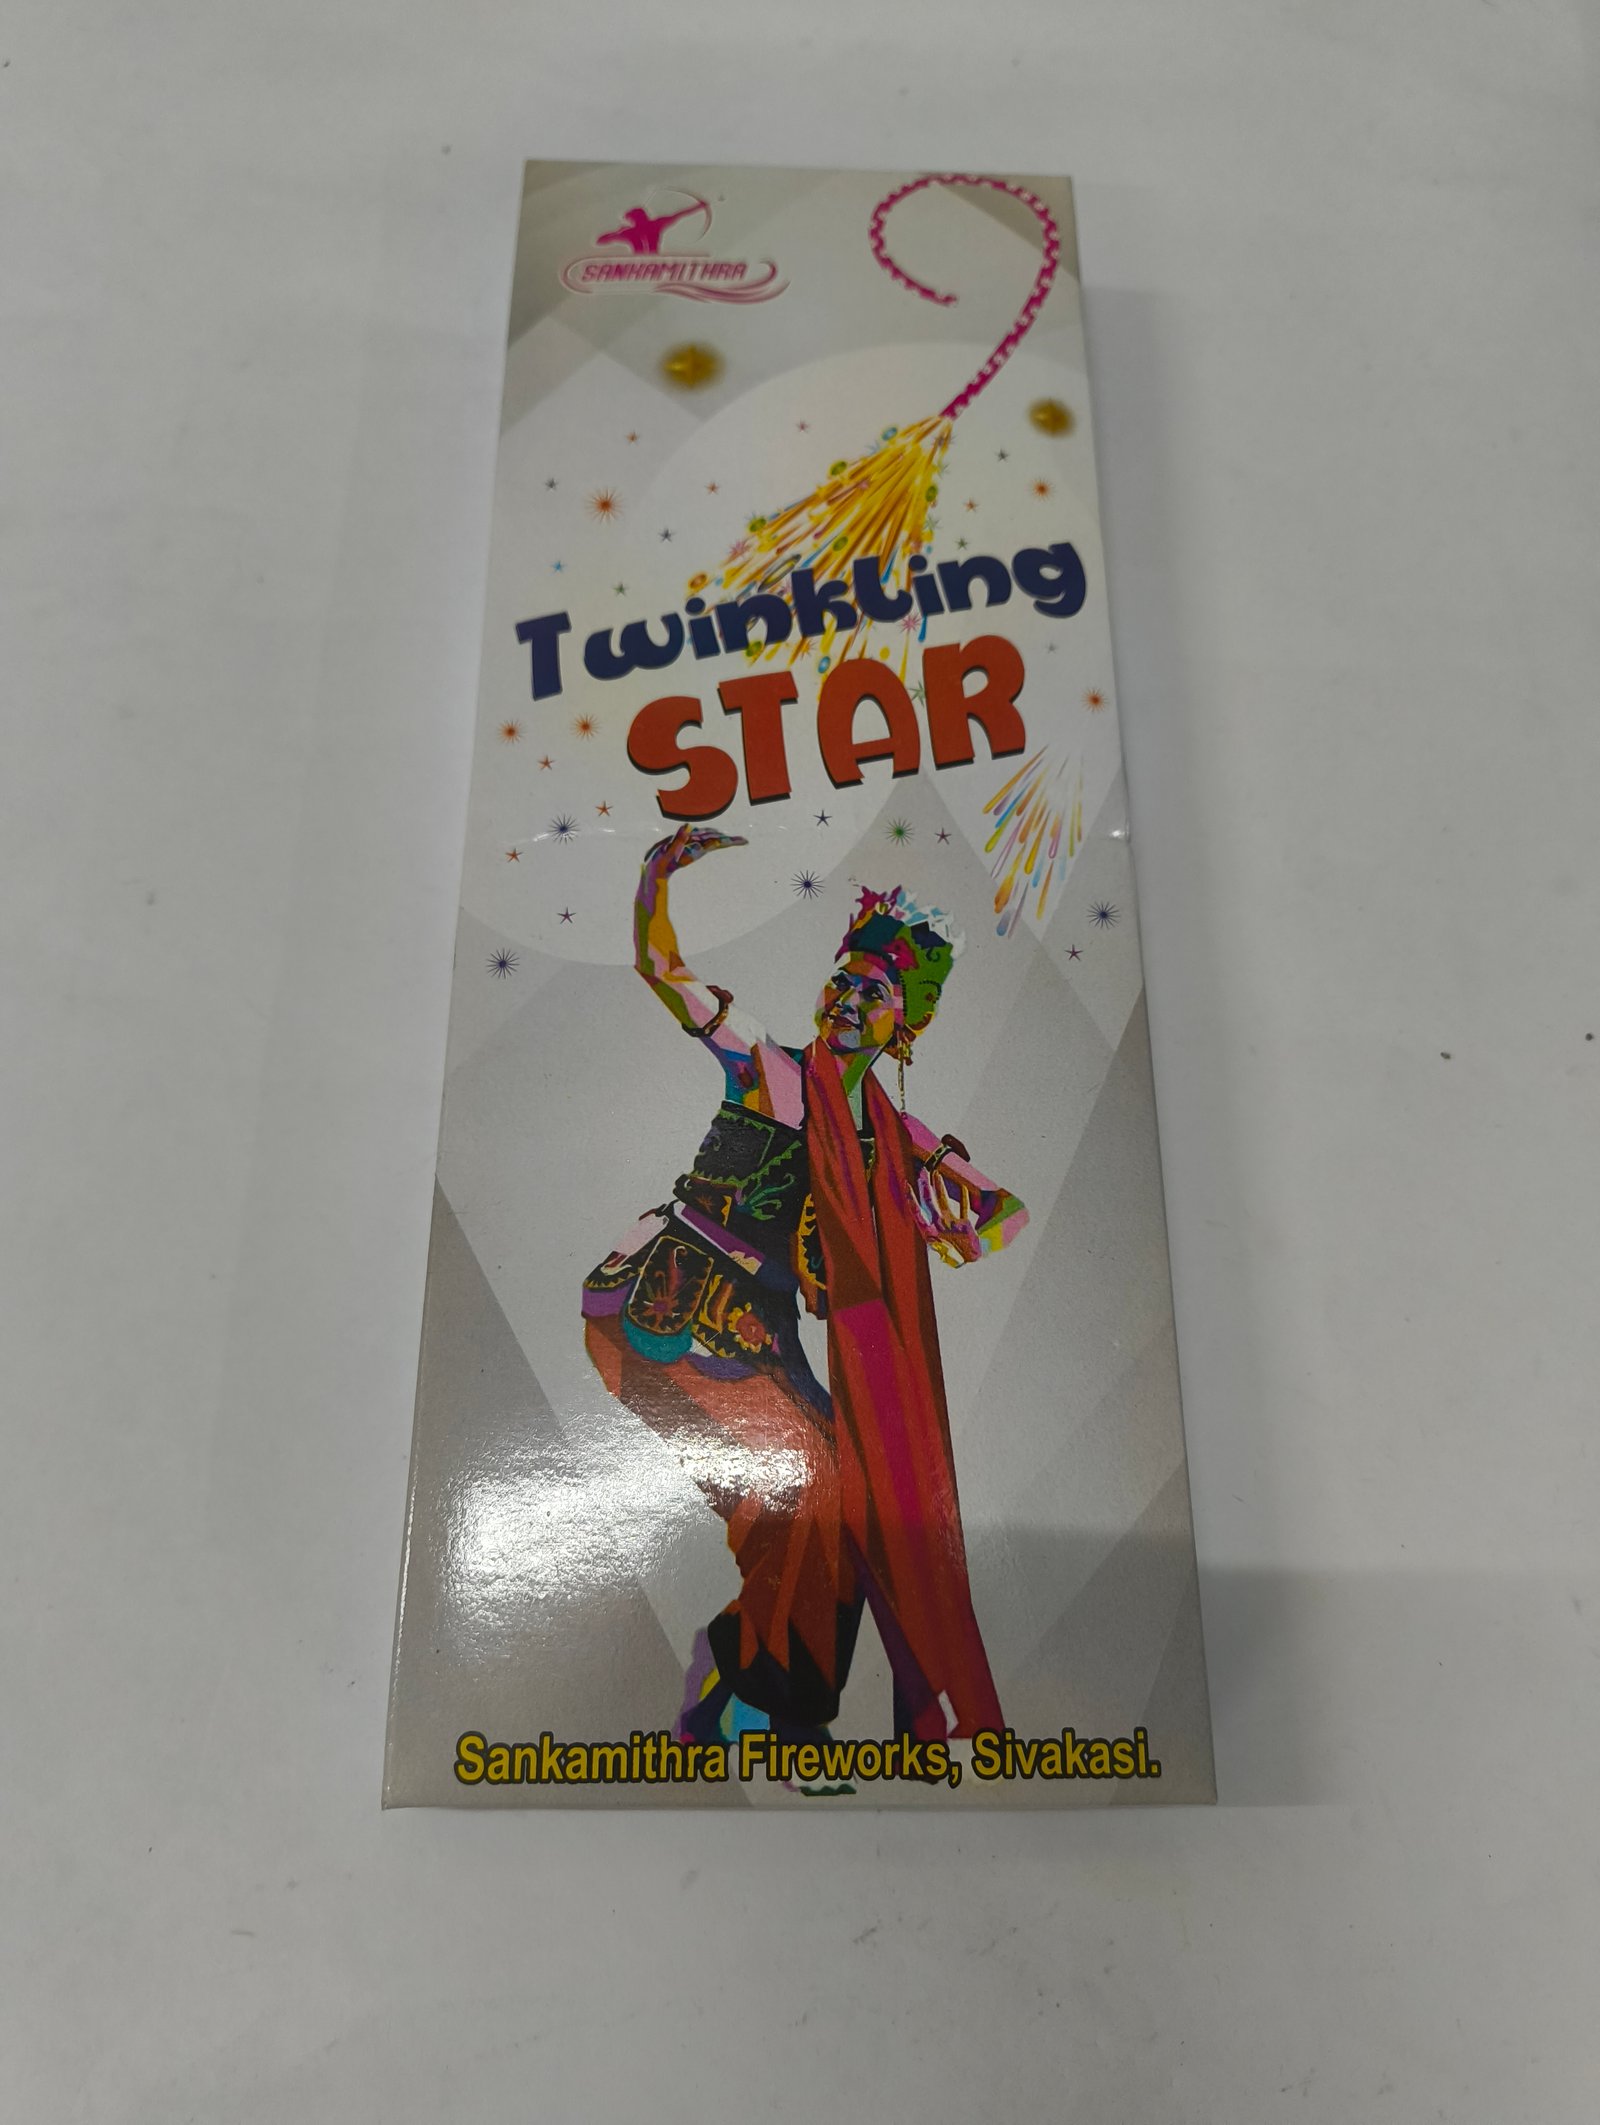 SANKAMITHRA
Twinkling
STAR
Sankamithra Fireworks, Sivakasi.